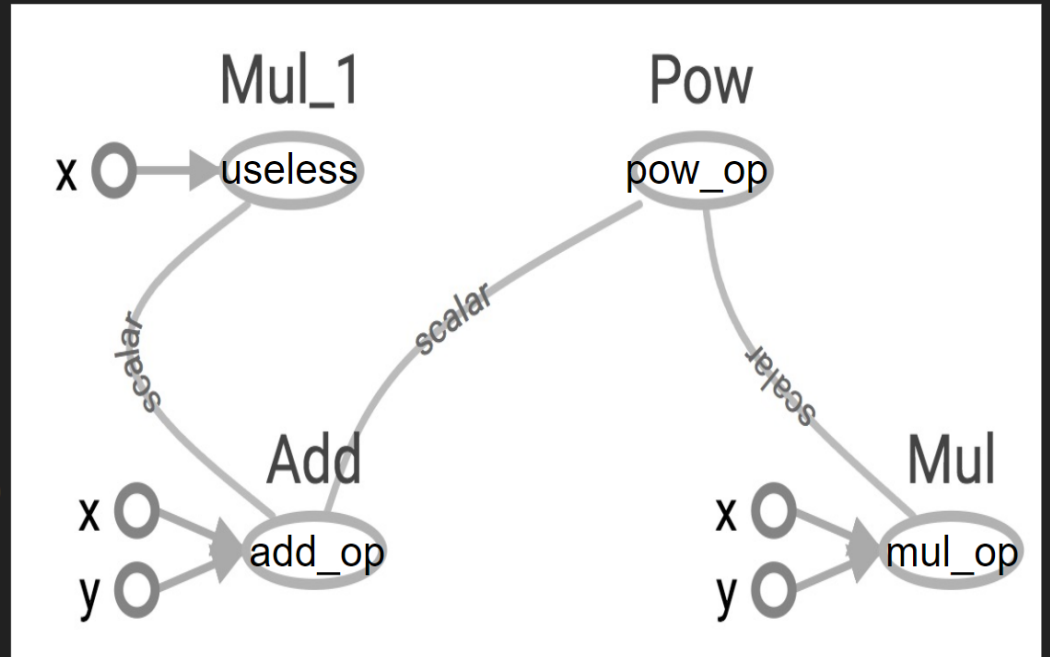 Mul_1
Pow
x
useless
pow_op
scalar
scalar
scalar
Add
Mul
x
x
add_op
mul_op
y
y